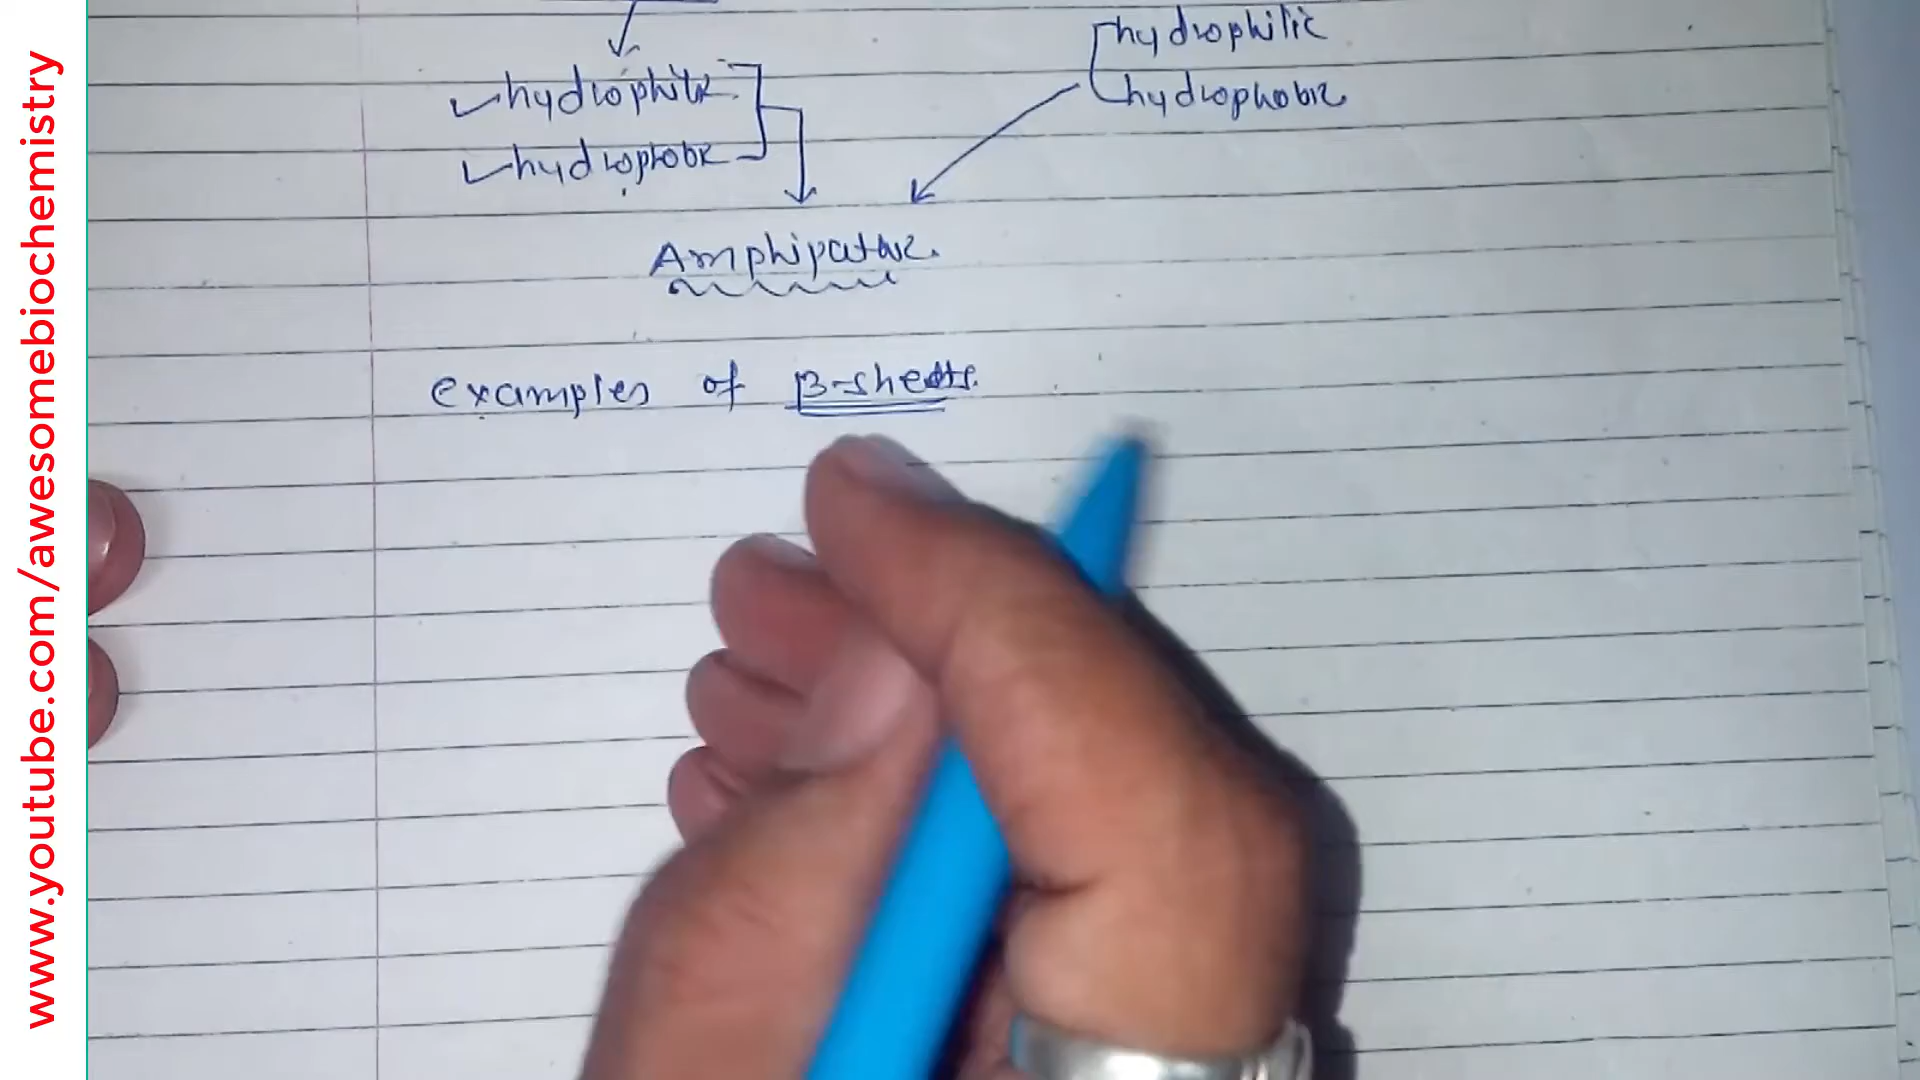 www.youtube.com/awesomebiochemistry
hydrophilic
hydrophobic
hydrophilic
hydrophobic
Amphipathic.
examples of β-sheets.